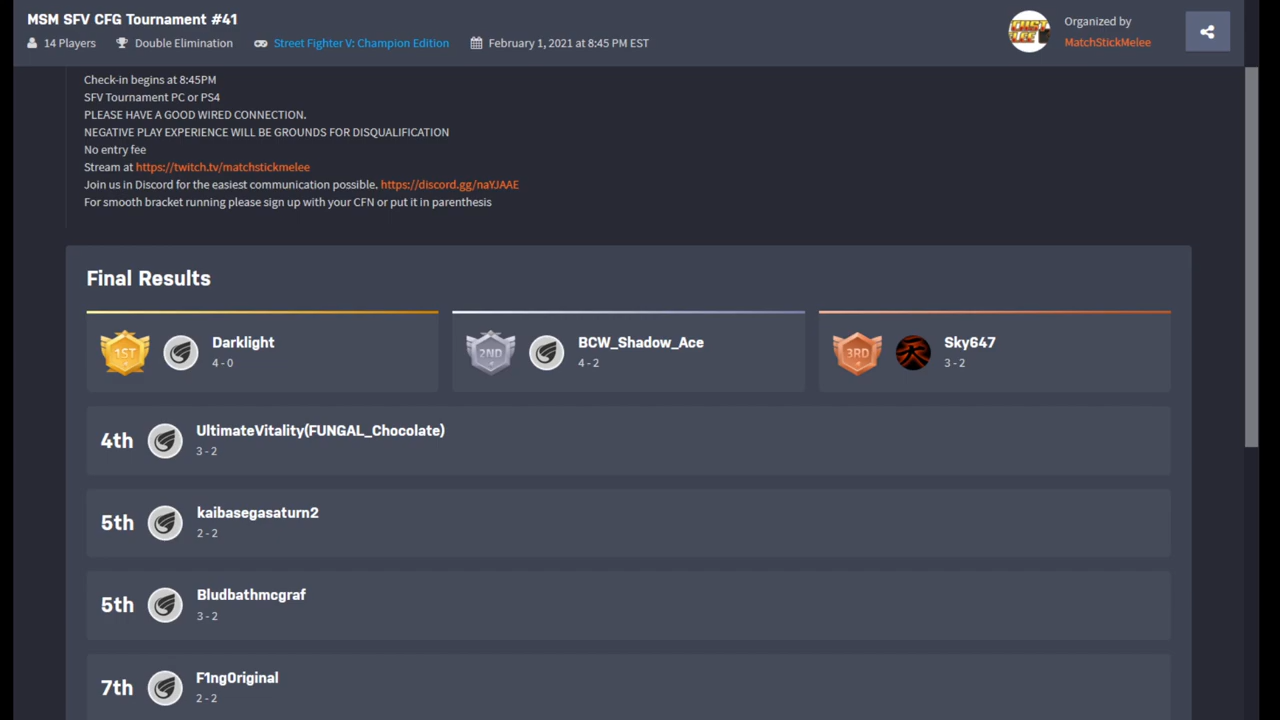 MSM SFV CFG Tournament #41
14 Players Double Elimination Street Fighter V: Champion Edition February 1, 2021 at 8:45 PM EST
Organized by
MatchStickMelee
Check-in begins at 8:45PM
SFV Tournament PC or PS4
PLEASE HAVE A GOOD WIRED CONNECTION.
NEGATIVE PLAY EXPERIENCE WILL BE GROUNDS FOR DISQUALIFICATION
No entry fee
Stream at https://twitch.tv/matchstickmelee
Join us in Discord for the easiest communication possible. https://discord.gg/naYJAAE
For smooth bracket running please sign up with your CFN or put it in parenthesis
Final Results
1ST Darklight
4 - 0
2ND BCW_Shadow_Ace
4 - 2
3RD Sky647
3 - 2
4th UltimateVitality(FUNGAL_Chocolate)
3 - 2
5th kaibasegasaturn2
2 - 2
5th Bludbathmcgraf
3 - 2
7th F1ngOriginal
2 - 2